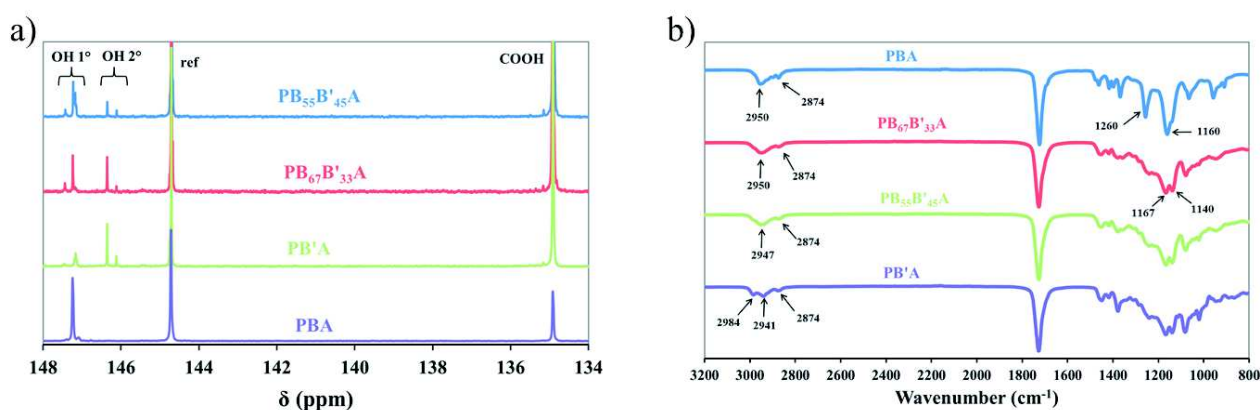 a)
OH 1° OH 2°
ref
COOH
PB₅₅B'₄₅A
PB₆₇B'₃₃A
PB'A
PBA
148 146 144 142 140 138 136 134
δ (ppm)
b)
PBA
2950 2874 1260 1160
PB₆₇B'₃₃A
2950 2874 1167 1140
PB₅₅B'₄₅A
2947 2874
PB'A
2984 2941 2874
3200 3000 2800 2600 2400 2200 2000 1800 1600 1400 1200 1000 800
Wavenumber (cm⁻¹)